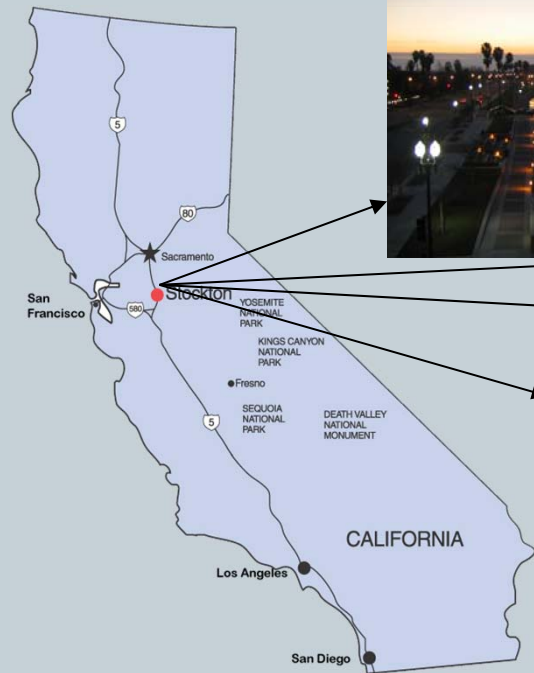 5
80
Sacramento
Stockton
San
Francisco
580
YOSEMITE
NATIONAL
PARK
KINGS CANYON
NATIONAL
PARK
Fresno
SEQUOIA
NATIONAL
PARK
DEATH VALLEY
NATIONAL
MONUMENT
5
CALIFORNIA
Los Angeles
San Diego